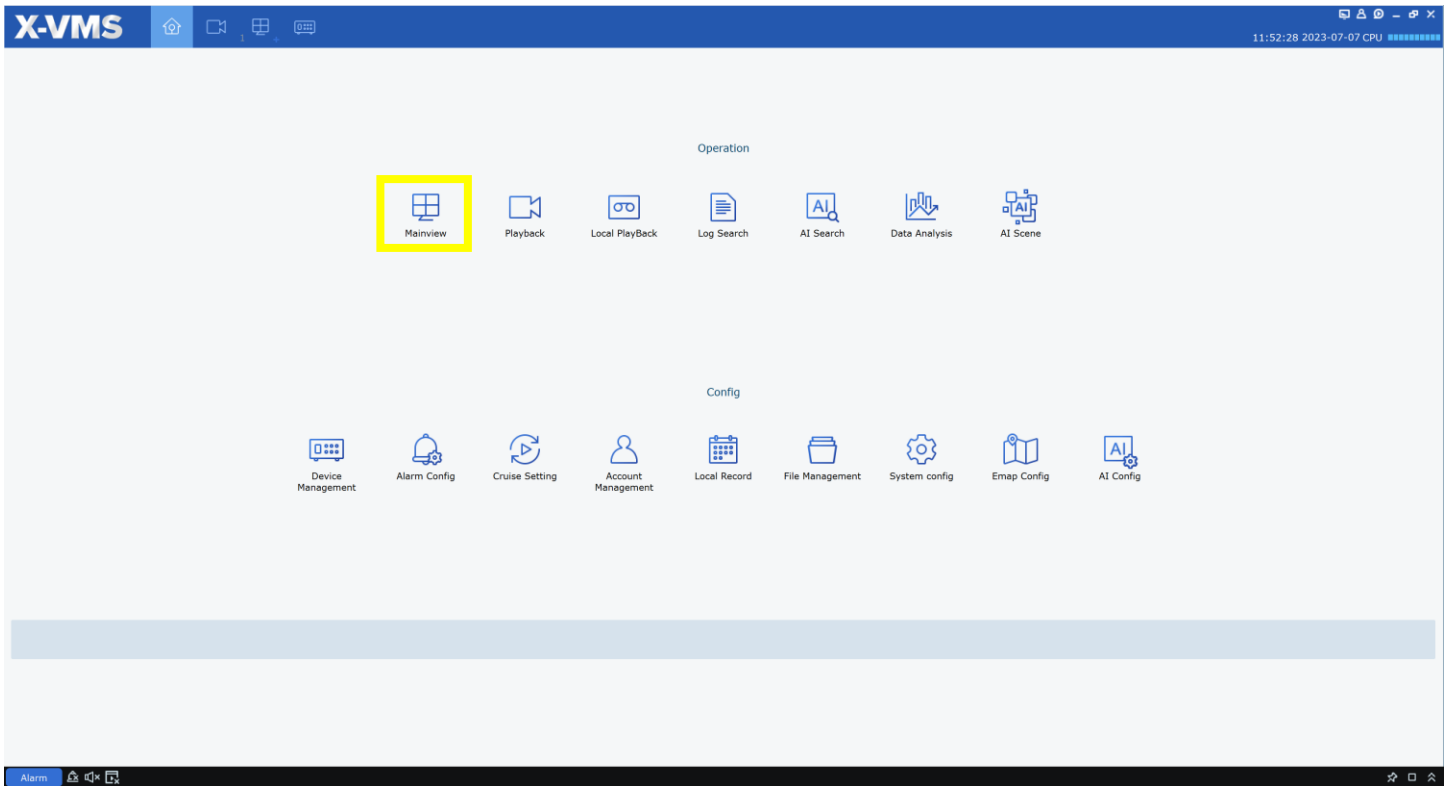 X-VMS
1
11:52:28 2023-07-07 CPU
Operation
Mainview
Playback
Local PlayBack
Log Search
AI Search
Data Analysis
AI Scene
Config
Device
Management
Alarm Config
Cruise Setting
Account
Management
Local Record
File Management
System config
Emap Config
AI Config
Alarm